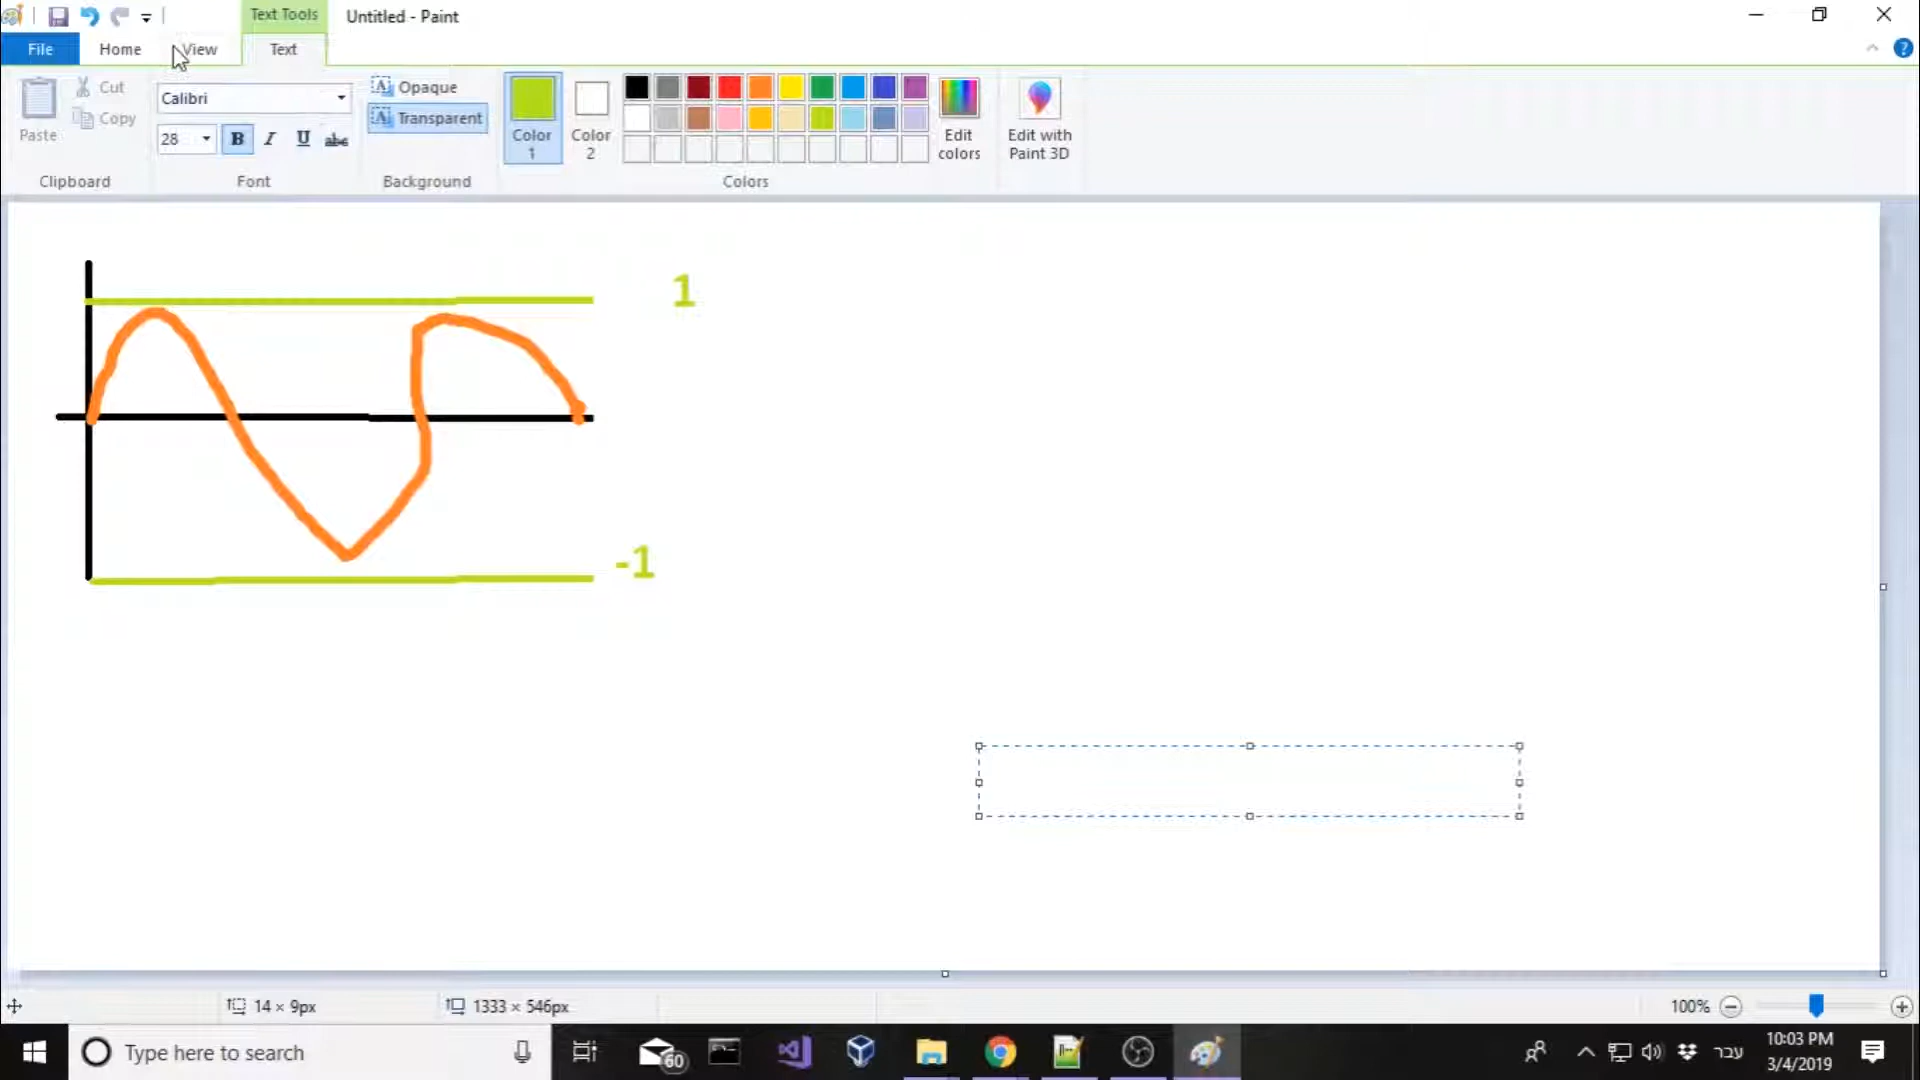 Text Tools
Untitled - Paint
File
Home
View
Text
Paste
Cut
Copy
Clipboard
Calibri
28
B
I
U
abc
Font
Opaque
Transparent
Background
Color
1
Color
2
Edit
colors
Colors
Edit with
Paint 3D
1
-1
14 × 9px
1333 × 546px
100%
Type here to search
60
עבר
10:03 PM
3/4/2019